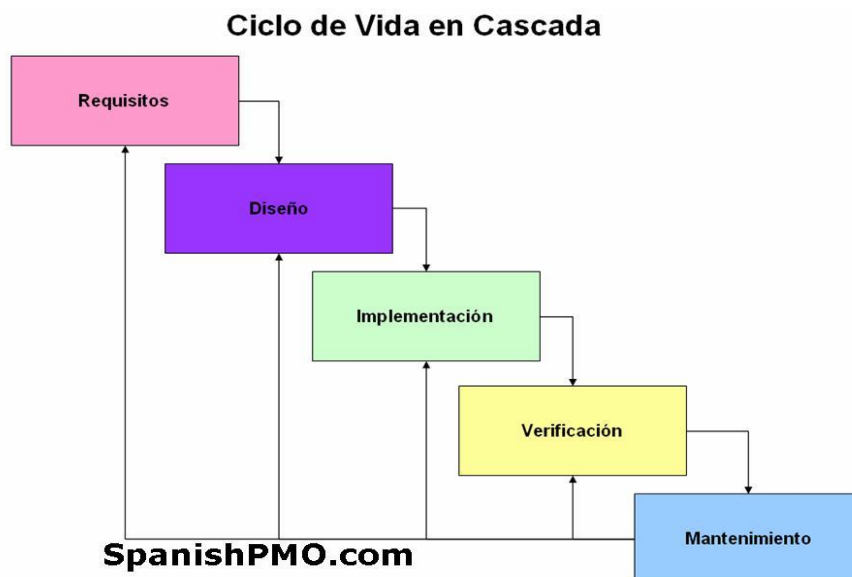 Ciclo de Vida en Cascada
Requisitos
Diseño
Implementación
Verificación
Mantenimiento
SpanishPMO.com